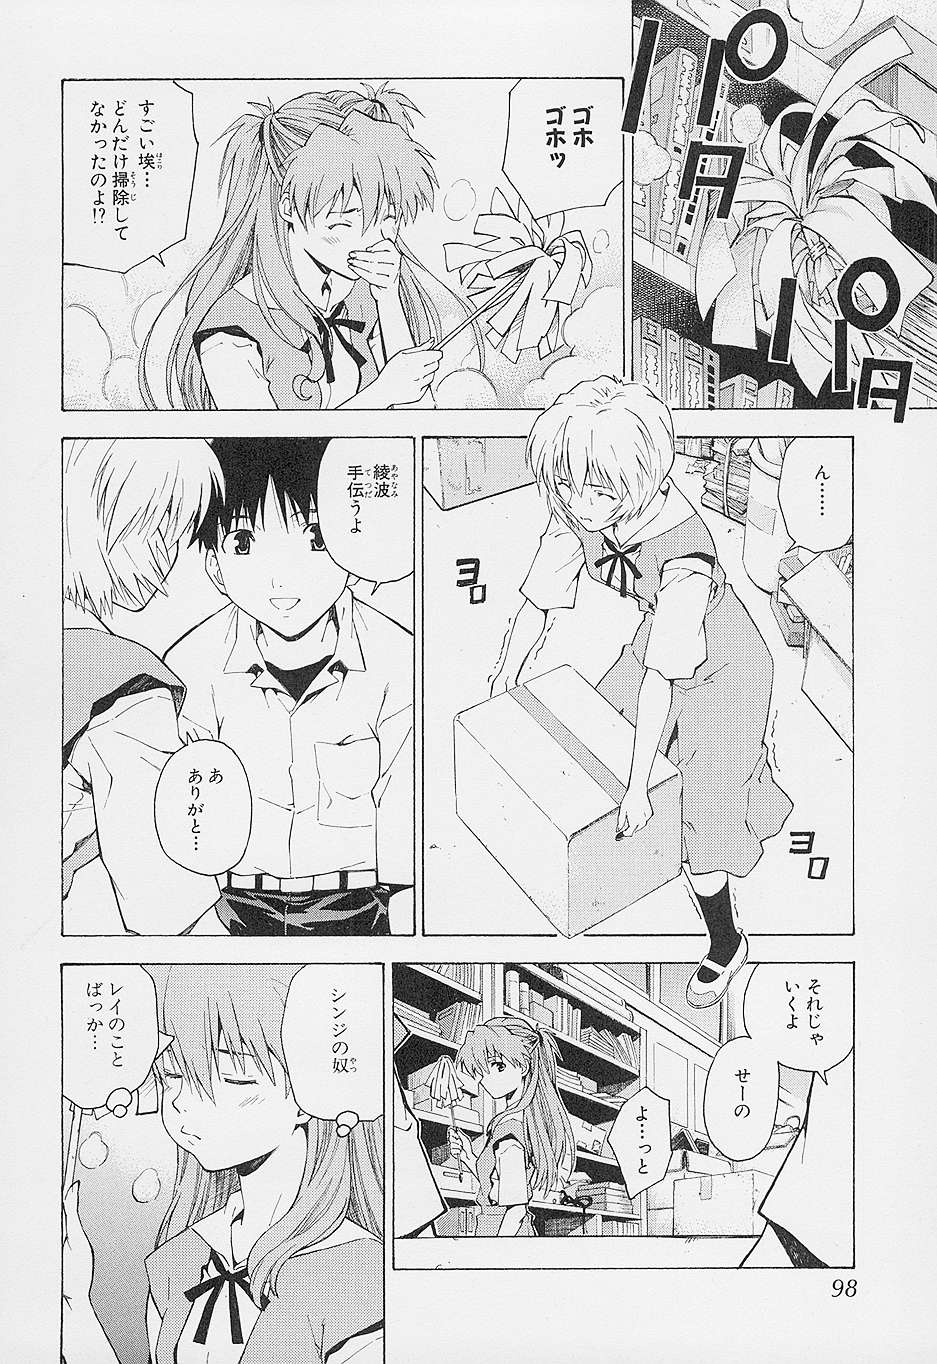 パタ
パタ
ゴホ
ゴホッ
すごい埃…
どんだけ掃除して
なかったのよ!?
ん……
ヨロ
ヨロ
綾波
手伝うよ
あ
ありがと…
それじゃ
いくよ
せーの
よ…っと
シンジの奴
レイのこと
ばっか…
98